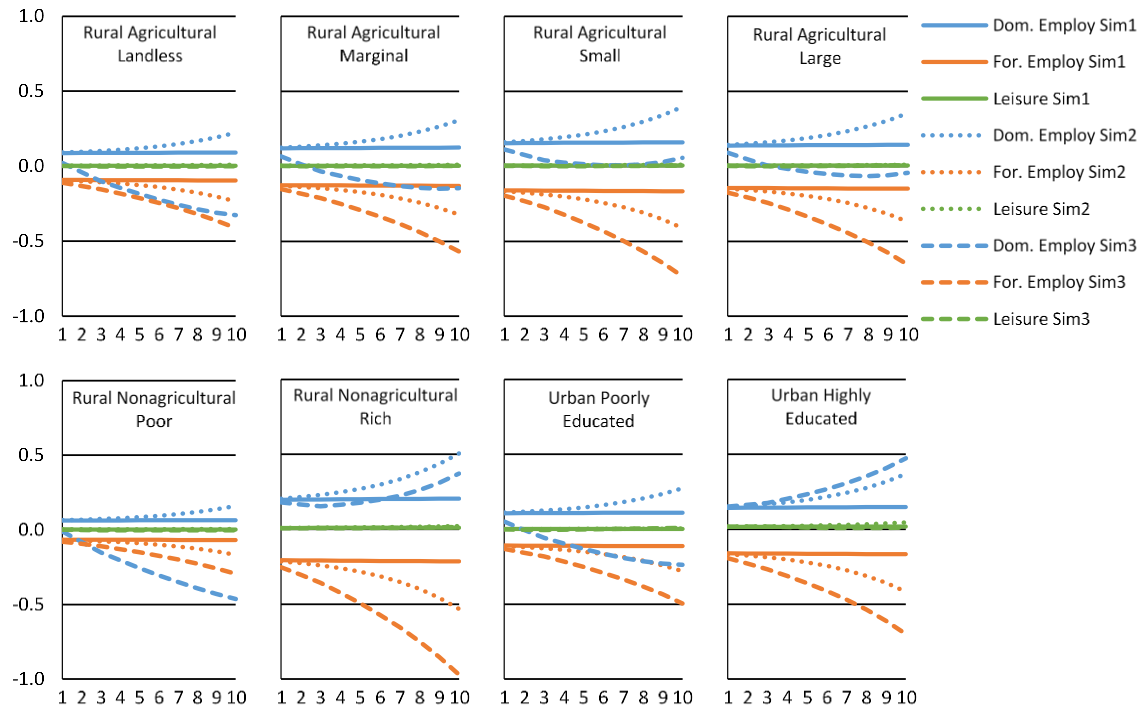 1.0
0.5
0.0
-0.5
-1.0
Rural Agricultural
Landless
1 2 3 4 5 6 7 8 9 10
Rural Agricultural
Marginal
1 2 3 4 5 6 7 8 9 10
Rural Agricultural
Small
1 2 3 4 5 6 7 8 9 10
Rural Agricultural
Large
1 2 3 4 5 6 7 8 9 10
Dom. Employ Sim1
For. Employ Sim1
Leisure Sim1
Dom. Employ Sim2
For. Employ Sim2
Leisure Sim2
Dom. Employ Sim3
For. Employ Sim3
Leisure Sim3
1.0
0.5
0.0
-0.5
-1.0
Rural Nonagricultural
Poor
1 2 3 4 5 6 7 8 9 10
Rural Nonagricultural
Rich
1 2 3 4 5 6 7 8 9 10
Urban Poorly
Educated
1 2 3 4 5 6 7 8 9 10
Urban Highly
Educated
1 2 3 4 5 6 7 8 9 10